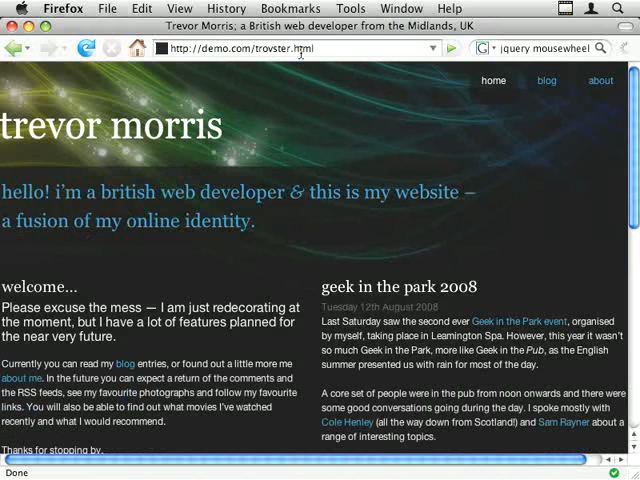 Firefox File Edit View History Bookmarks Tools Window Help
Trevor Morris; a British web developer from the Midlands, UK
http://demo.com/trovster.html
jquery mousewheel
home blog about
trevor morris
hello! i'm a british web developer & this is my website –
a fusion of my online identity.
welcome...
Please excuse the mess — I am just redecorating at
the moment, but I have a lot of features planned for
the near very future.
Currently you can read my blog entries, or found out a little more me
about me. In the future you can expect a return of the comments and
the RSS feeds, see my favourite photographs and follow my favourite
links. You will also be able to find out what movies I've watched
recently and what I would recommend.
Thanks for stopping by.
geek in the park 2008
Tuesday 12th August 2008
Last Saturday saw the second ever Geek in the Park event, organised
by myself, taking place in Leamington Spa. However, this year it wasn't
so much Geek in the Park, more like Geek in the Pub, as the English
summer presented us with rain for most of the day.
A core set of people were in the pub from noon onwards and there were
some good conversations going during the day. I spoke mostly with
Cole Henley (all the way down from Scotland!) and Sam Rayner about a
range of interesting topics.
Done